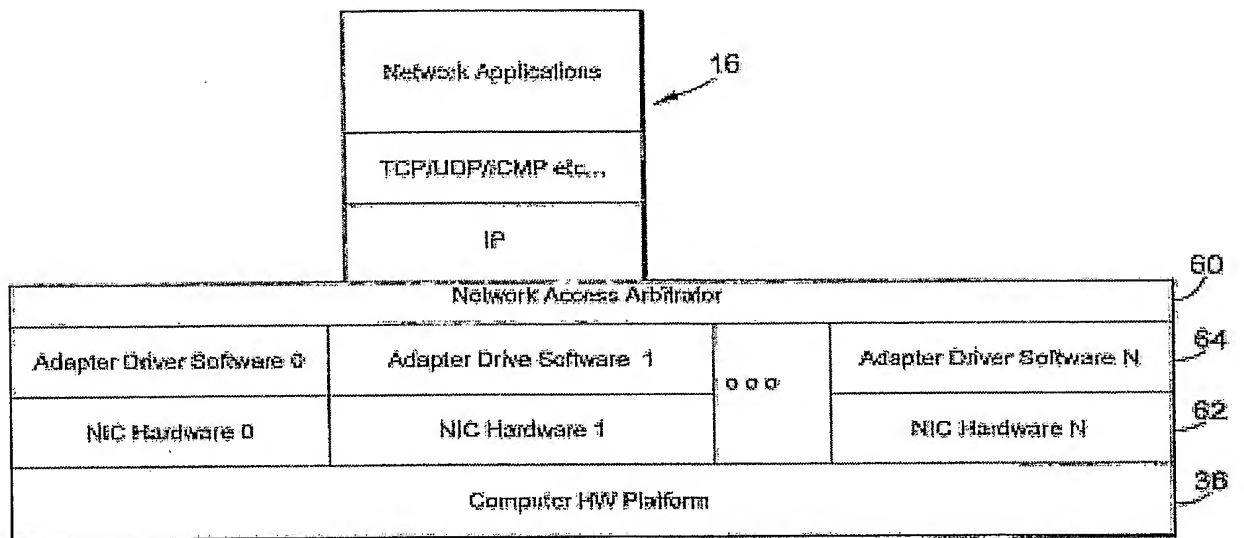 Network Applications
16
TCP/UDP/ICMP etc...
IP
60
Network Access Arbitrator
64
Adapter Driver Software 0
Adapter Drive Software 1
o o o
Adapter Driver Software N
62
NIC Hardware 0
NIC Hardware 1
NIC Hardware N
36
Computer HW Platform